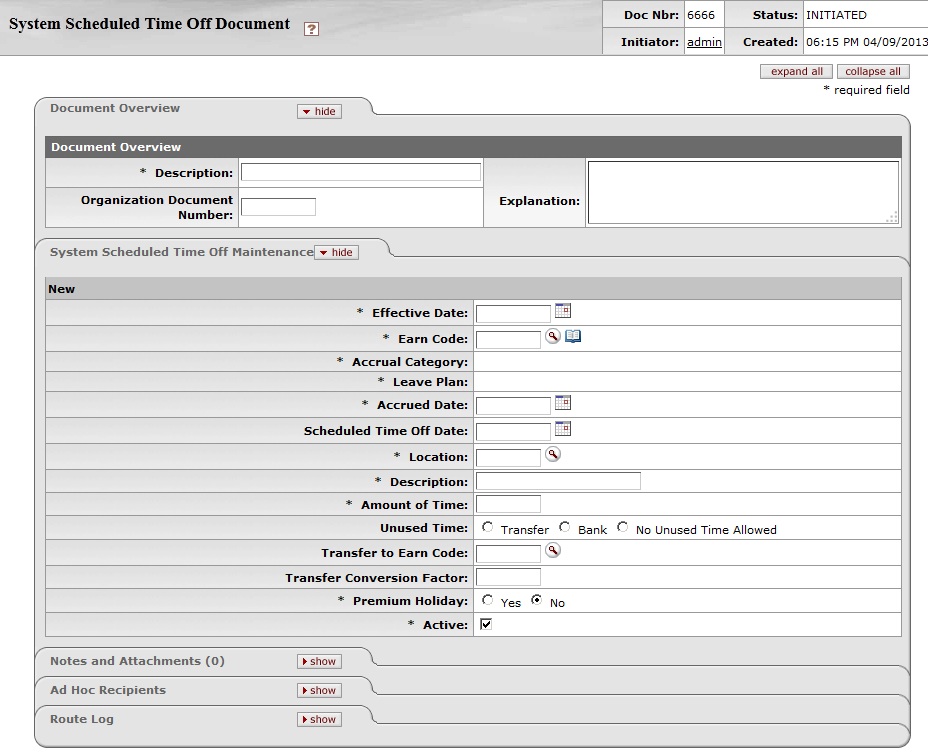 System Scheduled Time Off Document ?
Doc Nbr: 6666 Status: INITIATED
Initiator: admin Created: 06:15 PM 04/09/2013
expand all collapse all
* required field
Document Overview hide
Document Overview
* Description:
Organization Document
Number:
Explanation:
System Scheduled Time Off Maintenance hide
New
* Effective Date:
* Earn Code:
* Accrual Category:
* Leave Plan:
* Accrued Date:
Scheduled Time Off Date:
* Location:
* Description:
* Amount of Time:
Unused Time: Transfer Bank No Unused Time Allowed
Transfer to Earn Code:
Transfer Conversion Factor:
* Premium Holiday: Yes No
* Active:
Notes and Attachments (0) show
Ad Hoc Recipients show
Route Log show